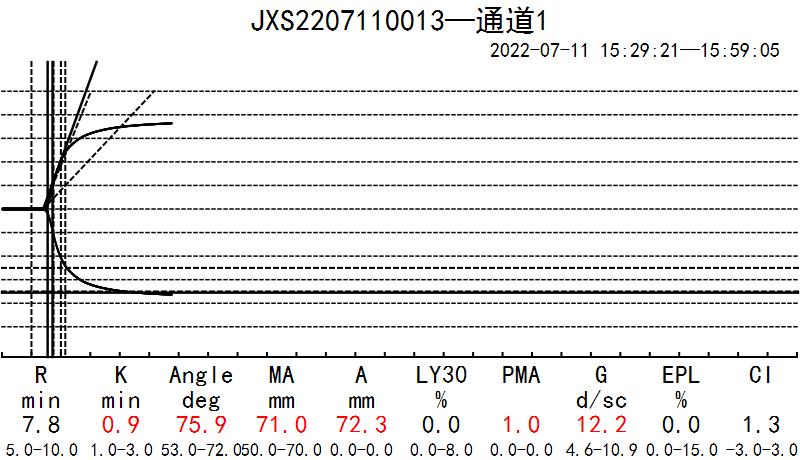 JXS2207110013—通道1
2022-07-11 15:29:21—15:59:05
R K Angle MA A LY30 PMA G EPL CI
min min deg mm mm % d/sc %
7.8 0.9 75.9 71.0 72.3 0.0 1.0 12.2 0.0 1.3
5.0-10.0 1.0-3.0 53.0-72.0 50.0-70.0 0.0-0.0 0.0-8.0 0.0-0.0 4.6-10.9 0.0-15.0 -3.0-3.0